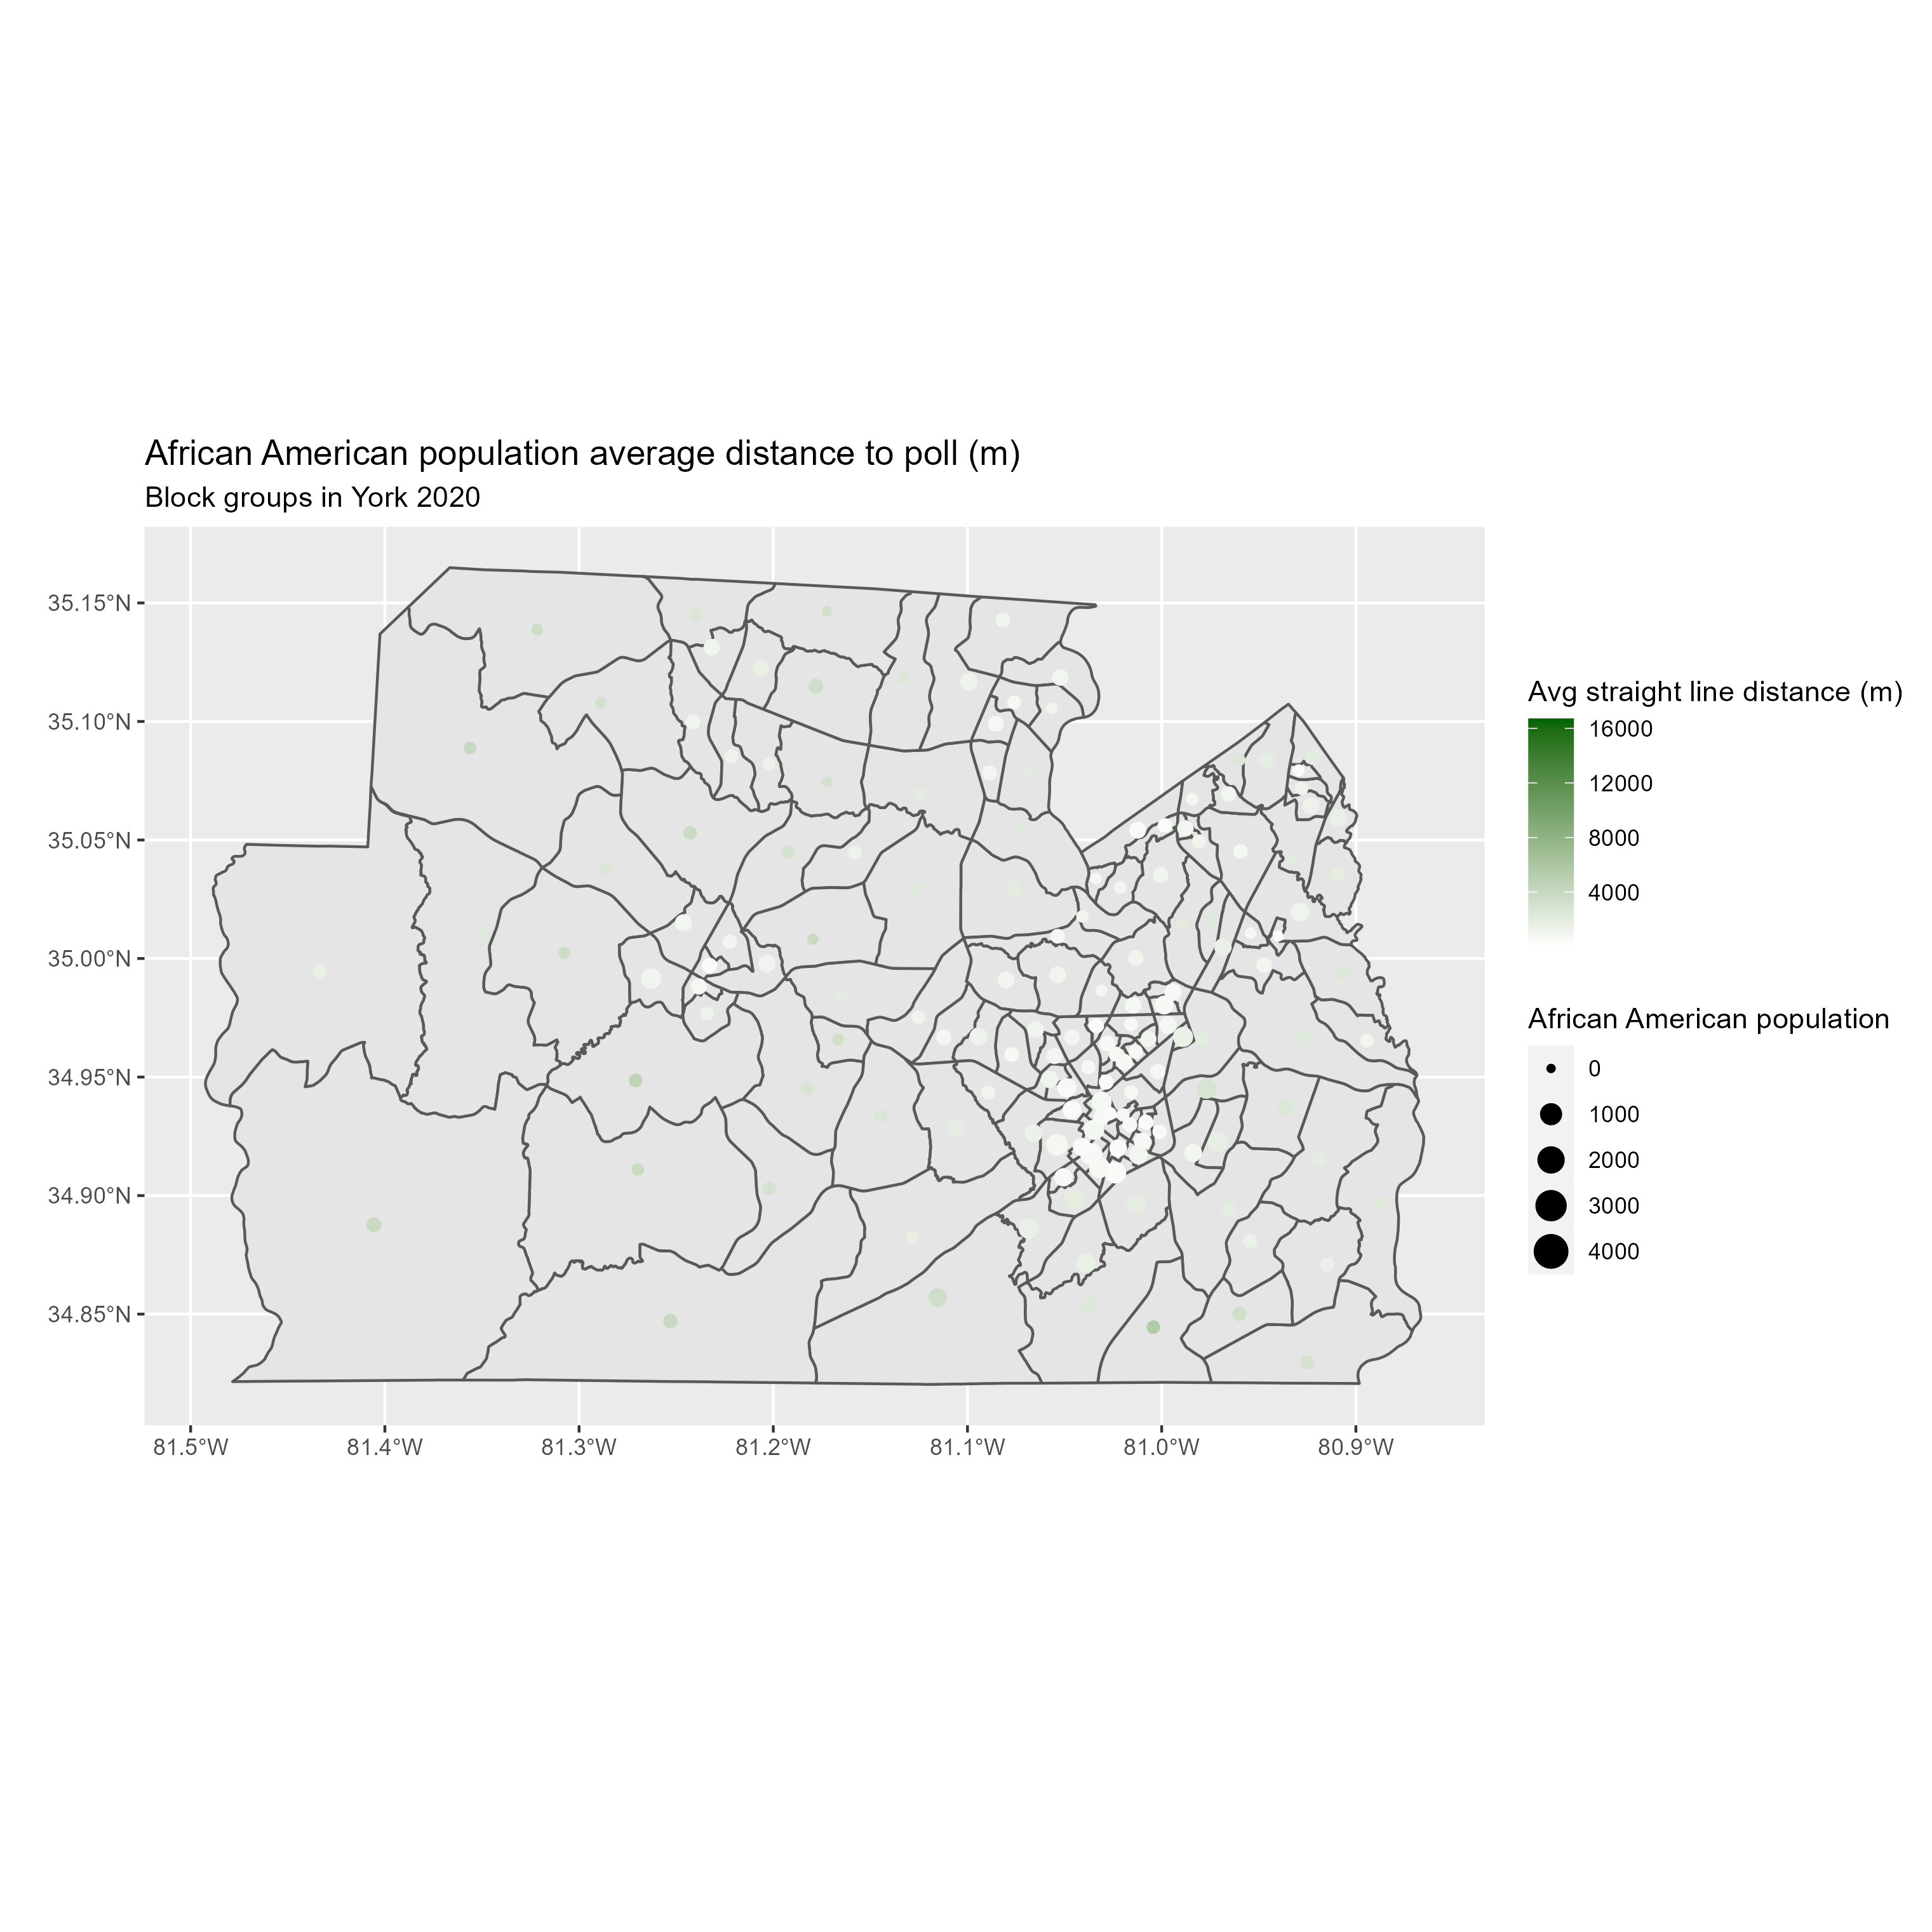 African American population average distance to poll (m)
Block groups in York 2020
35.15°N
35.10°N
35.05°N
35.00°N
34.95°N
34.90°N
34.85°N
81.5°W
81.4°W
81.3°W
81.2°W
81.1°W
81.0°W
80.9°W
Avg straight line distance (m)
16000
12000
8000
4000
African American population
0
1000
2000
3000
4000